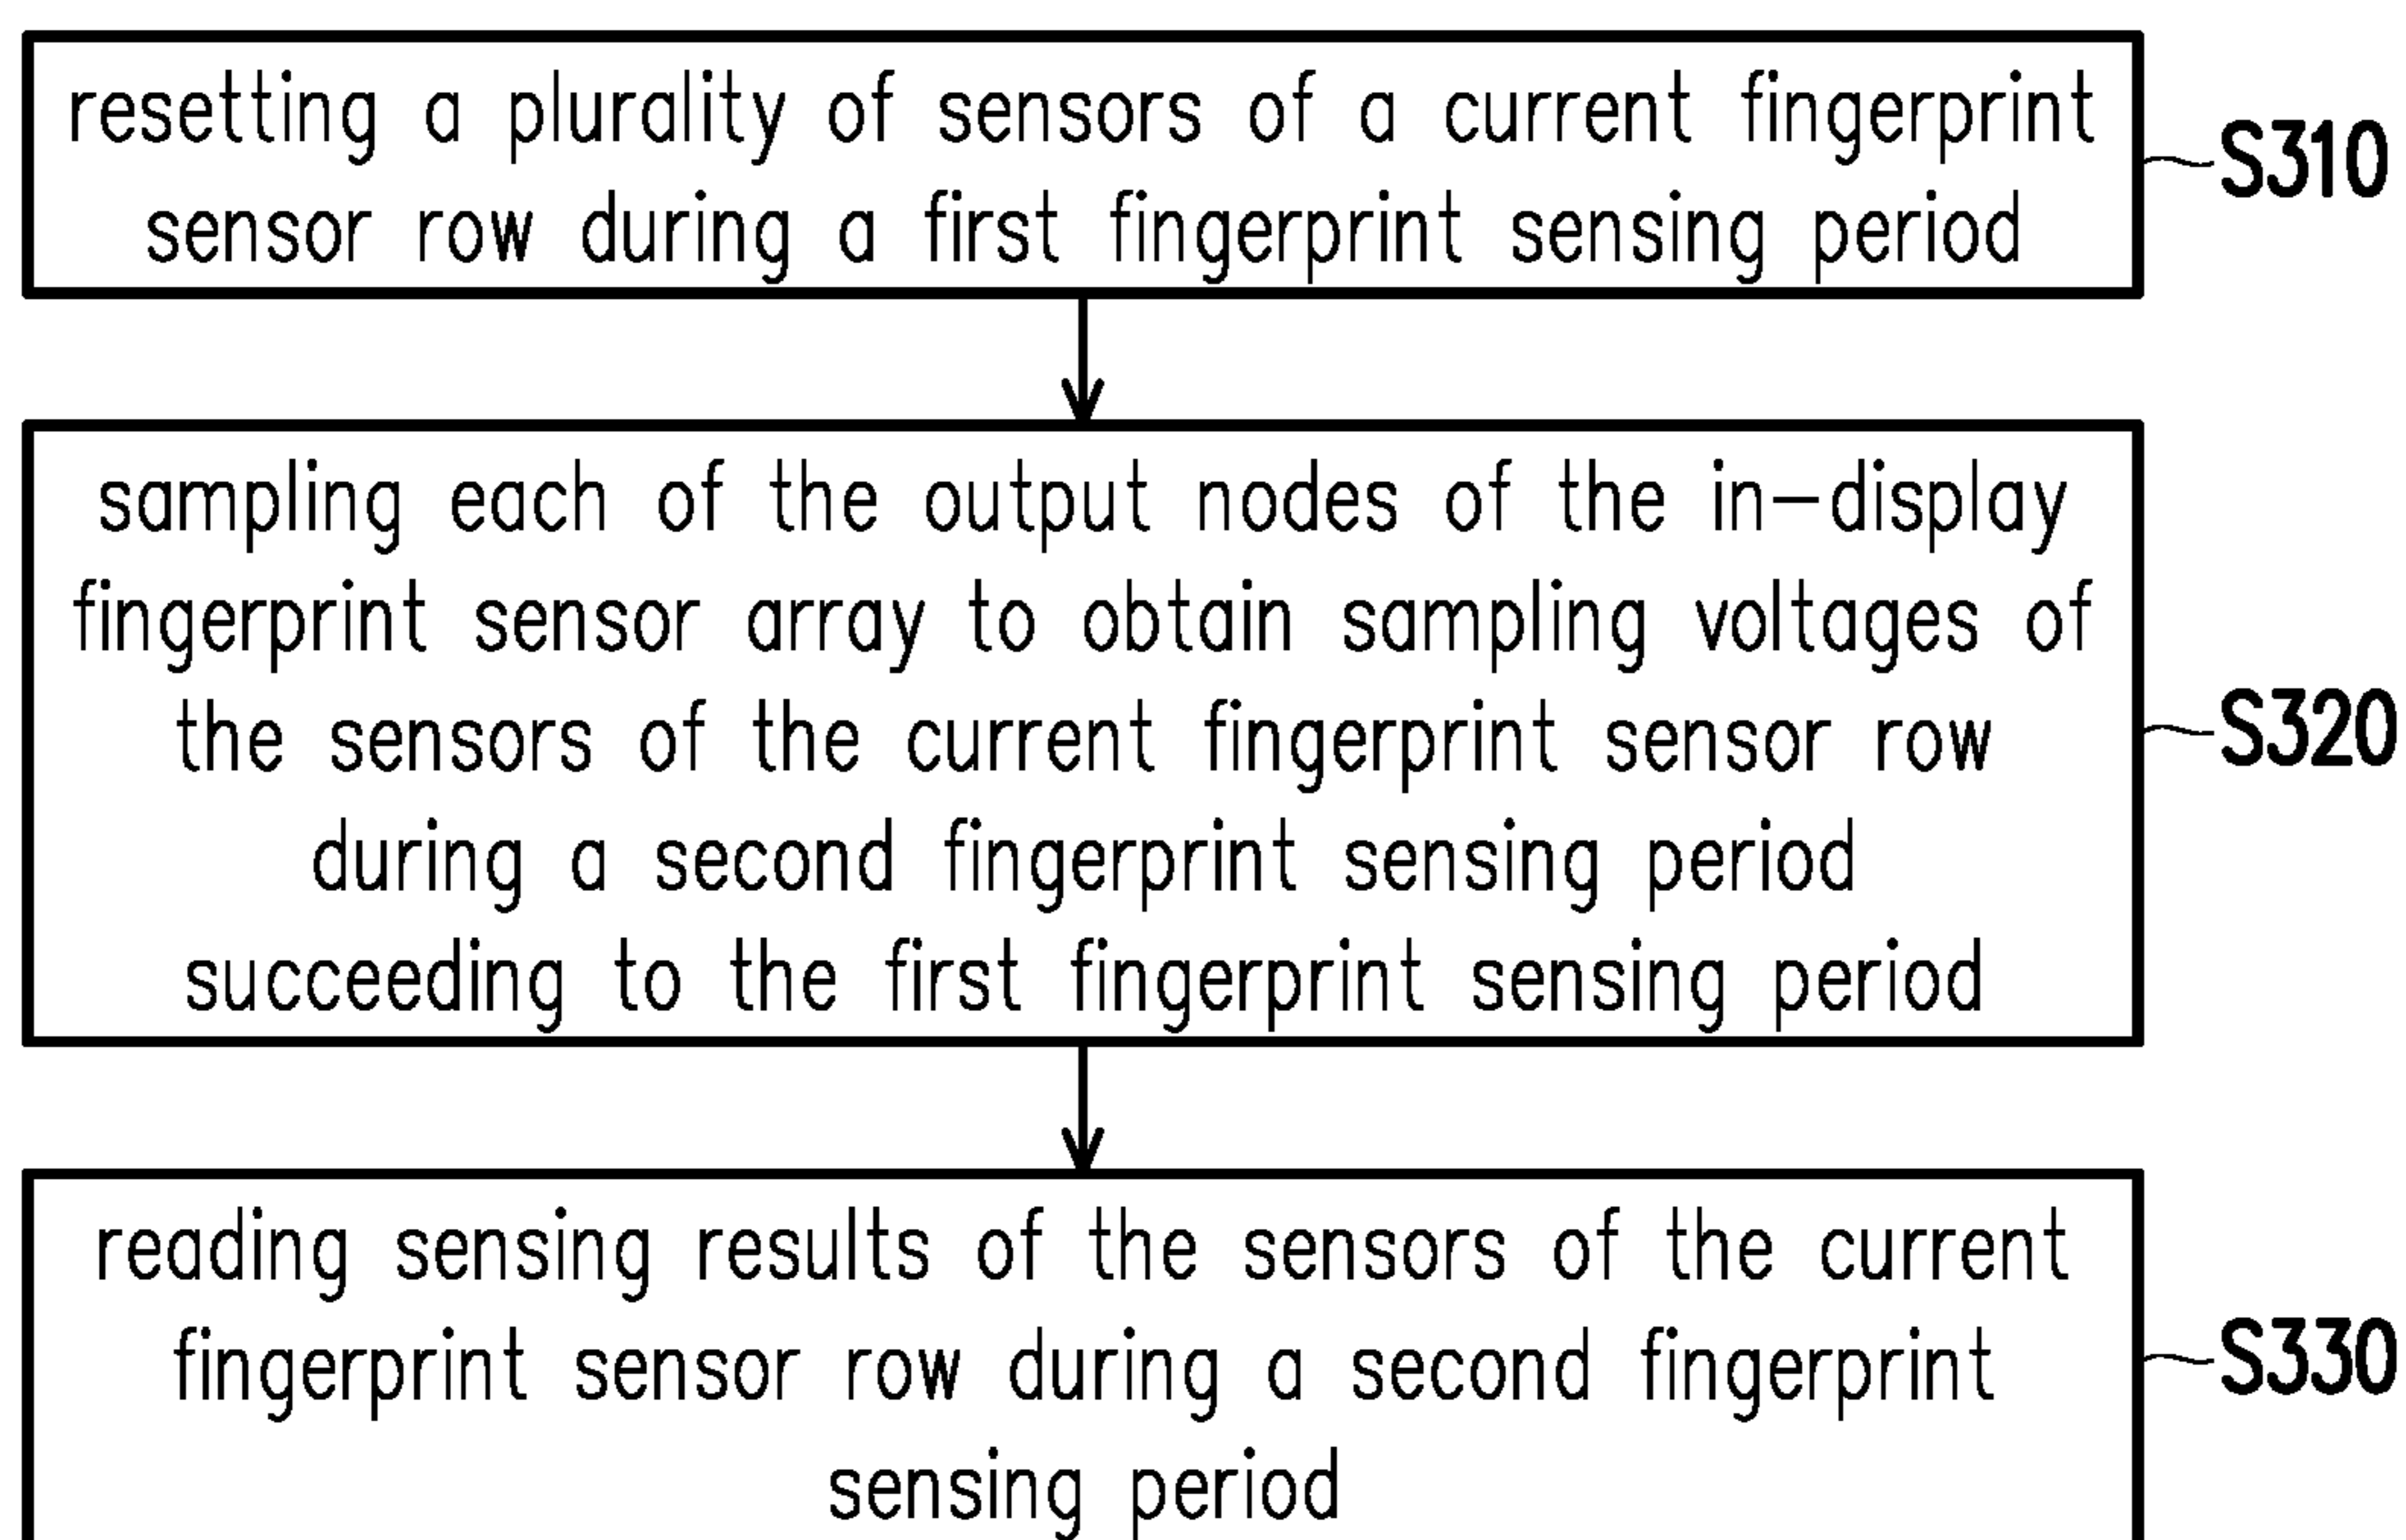 resetting a plurality of sensors of a current fingerprint
sensor row during a first fingerprint sensing period
S310
sampling each of the output nodes of the in-display
fingerprint sensor array to obtain sampling voltages of
the sensors of the current fingerprint sensor row
during a second fingerprint sensing period
succeeding to the first fingerprint sensing period
S320
reading sensing results of the sensors of the current
fingerprint sensor row during a second fingerprint
sensing period
S330